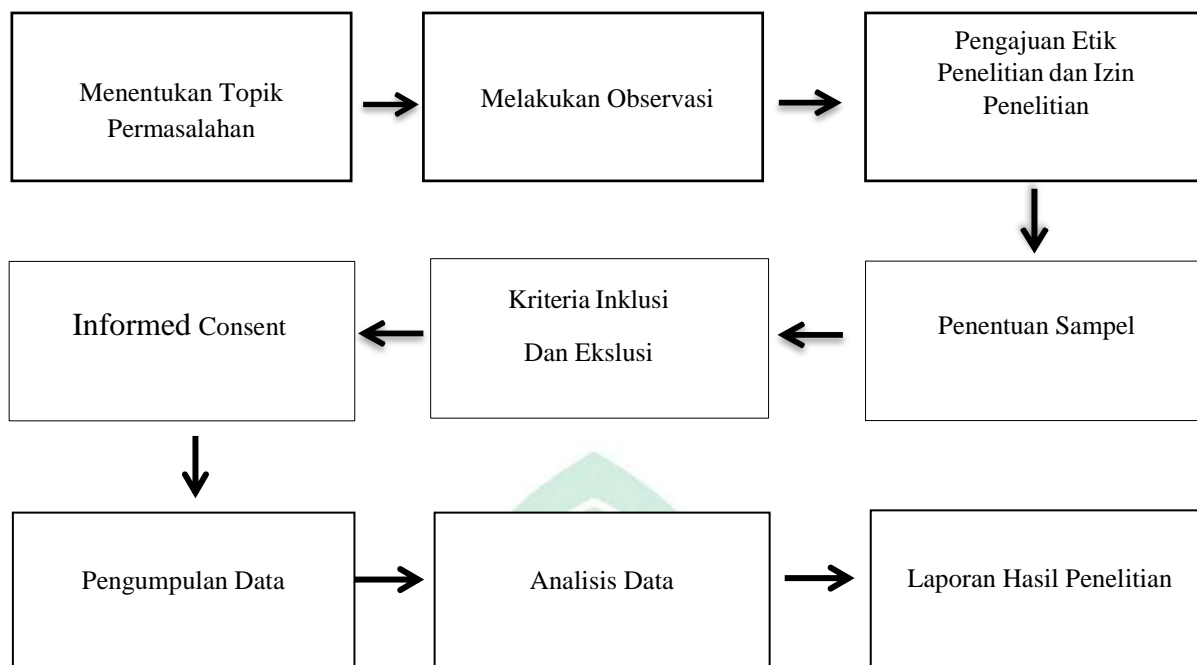 Menentukan Topik
Permasalahan
Melakukan Observasi
Pengajuan Etik
Penelitian dan Izin
Penelitian
Penentuan Sampel
Kriteria Inklusi
Dan Ekslusi
Informed Consent
Pengumpulan Data
Analisis Data
Laporan Hasil Penelitian